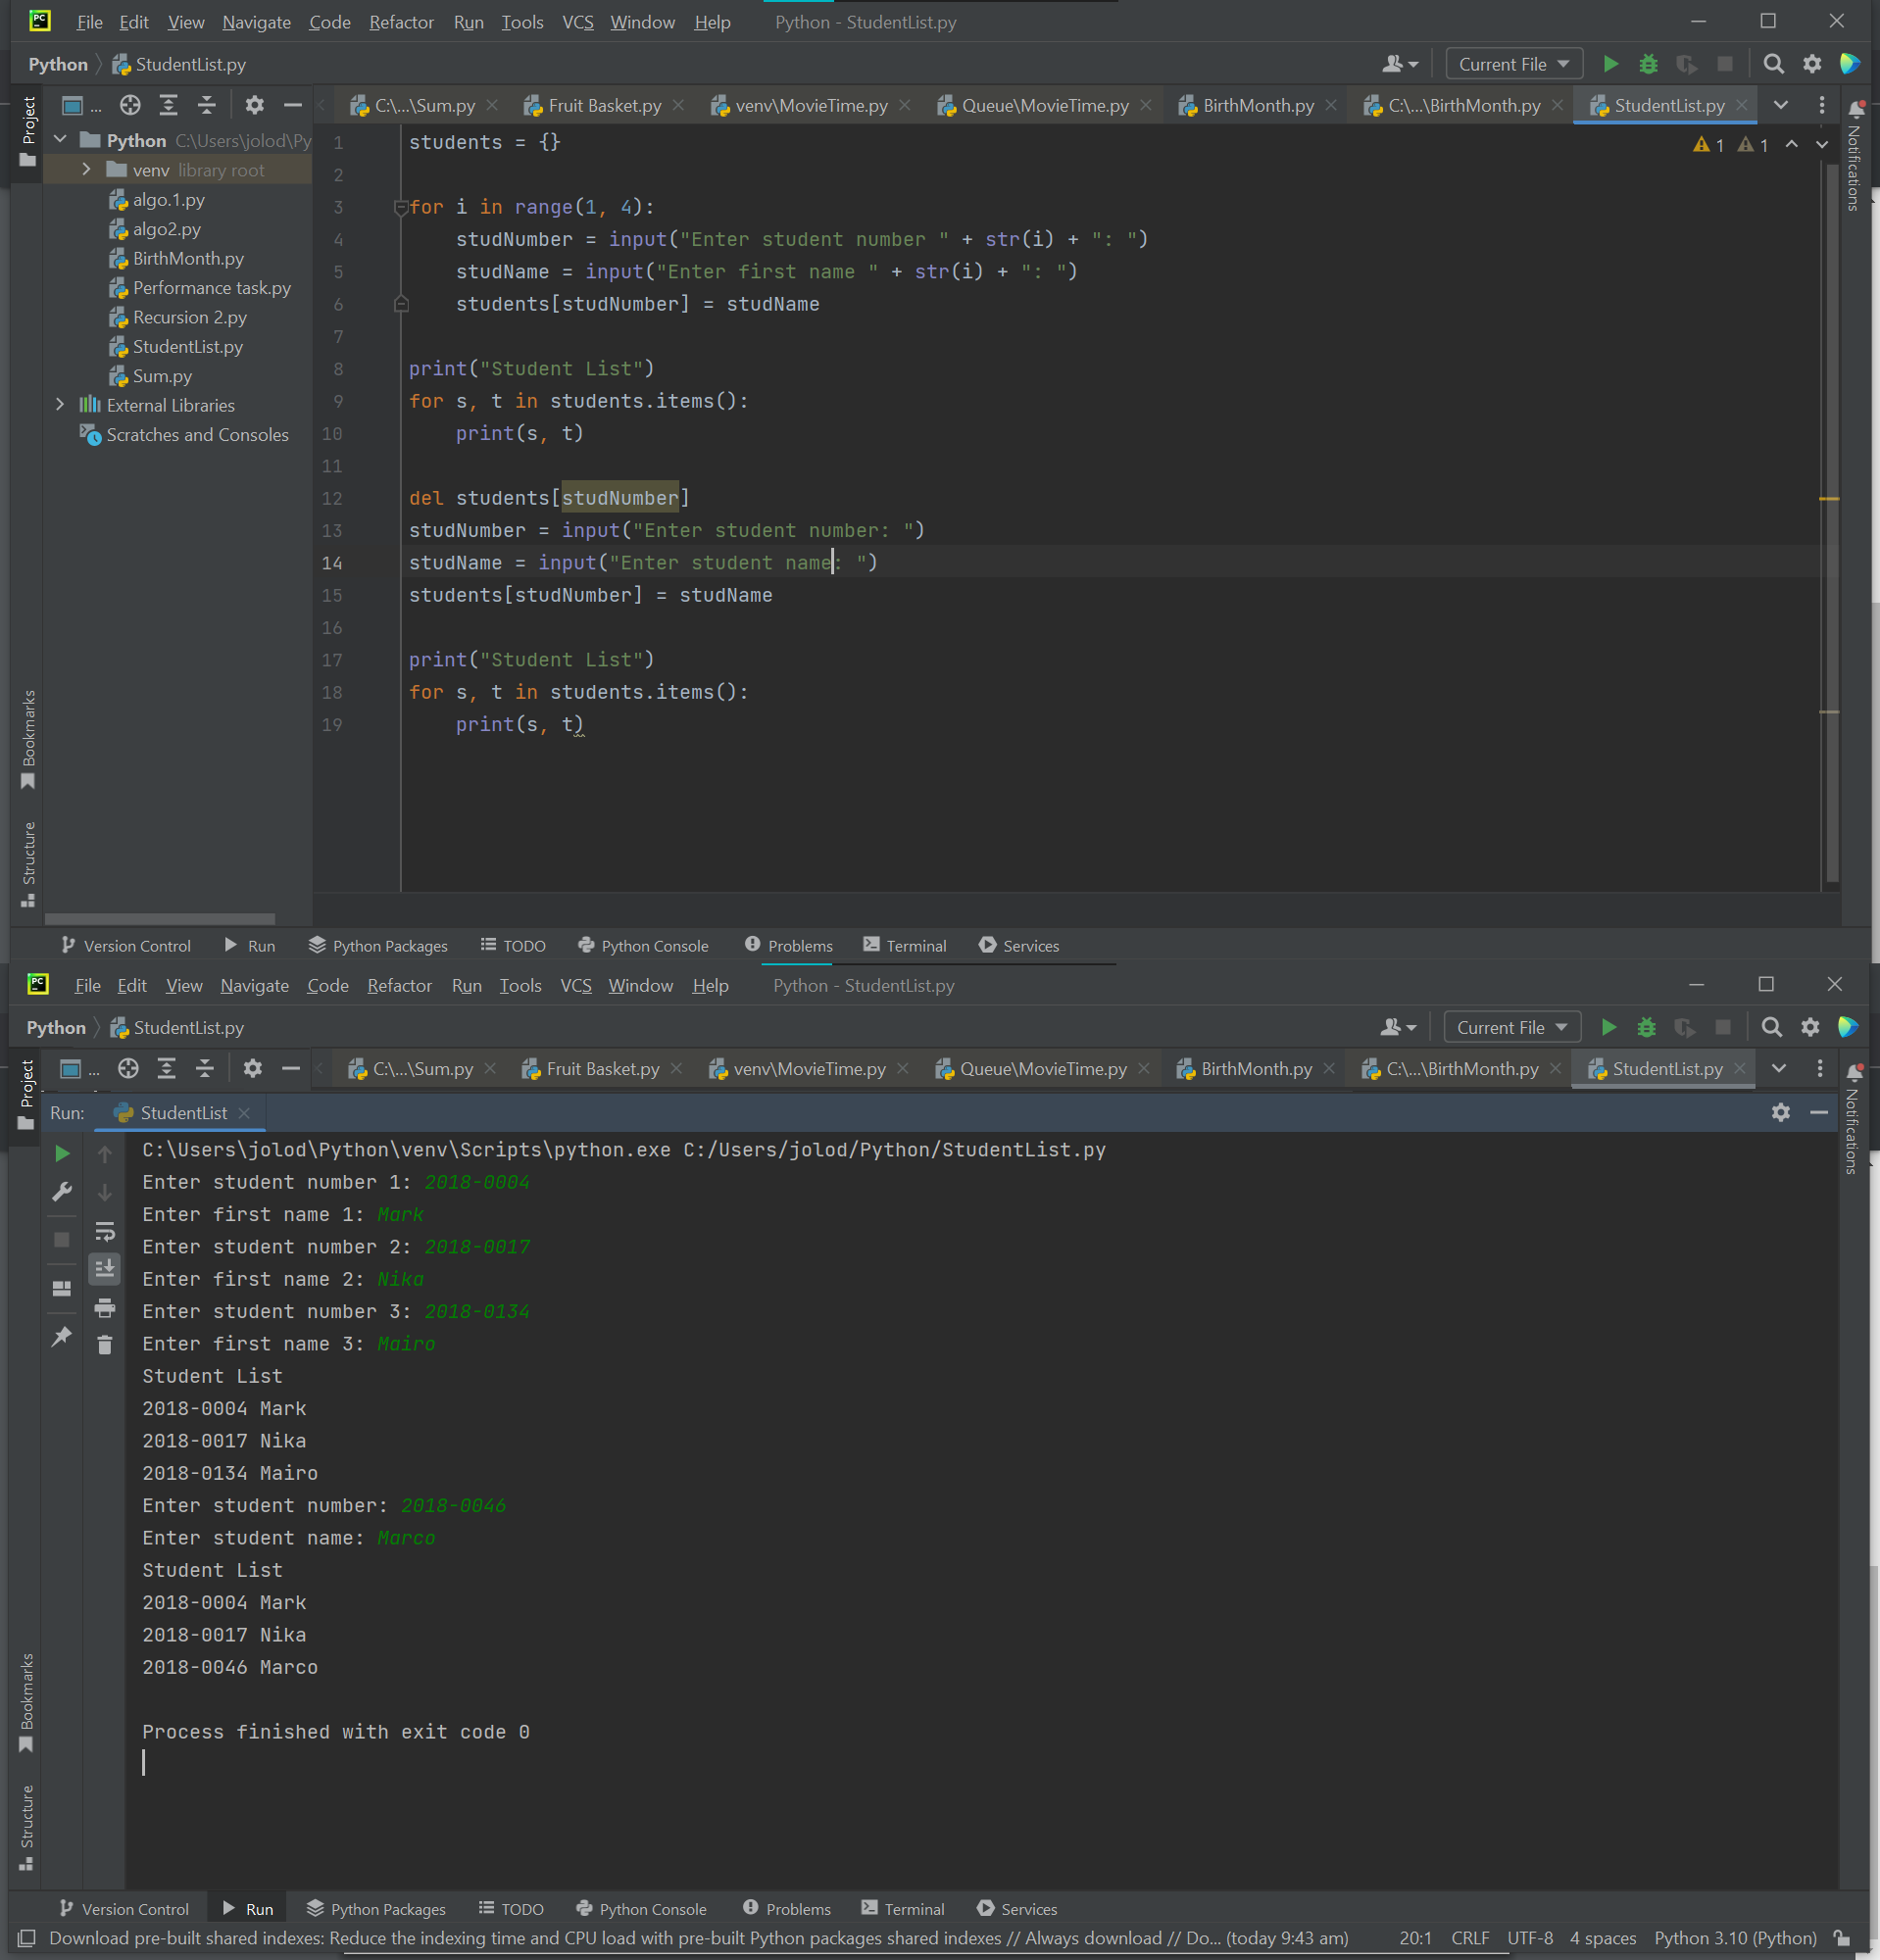 PC File Edit View Navigate Code Refactor Run Tools VCS Window Help Python - StudentList.py
Python StudentList.py Current File
... C:\...\Sum.py Fruit Basket.py venv\MovieTime.py Queue\MovieTime.py BirthMonth.py C:\...\BirthMonth.py StudentList.py
Project
Notifications
Bookmarks
Structure
Python C:\Users\jolod\Py
venv library root
algo.1.py
algo2.py
BirthMonth.py
Performance task.py
Recursion 2.py
StudentList.py
Sum.py
External Libraries
Scratches and Consoles
1 1
1 students = {}
2
3 for i in range(1, 4):
4 studNumber = input("Enter student number " + str(i) + ": ")
5 studName = input("Enter first name " + str(i) + ": ")
6 students[studNumber] = studName
7
8 print("Student List")
9 for s, t in students.items():
10 print(s, t)
11
12 del students[studNumber]
13 studNumber = input("Enter student number: ")
14 studName = input("Enter student name: ")
15 students[studNumber] = studName
16
17 print("Student List")
18 for s, t in students.items():
19 print(s, t)
Version Control Run Python Packages TODO Python Console Problems Terminal Services
PC File Edit View Navigate Code Refactor Run Tools VCS Window Help Python - StudentList.py
Python StudentList.py Current File
... C:\...\Sum.py Fruit Basket.py venv\MovieTime.py Queue\MovieTime.py BirthMonth.py C:\...\BirthMonth.py StudentList.py
Project
Notifications
Bookmarks
Structure
Run: StudentList
C:\Users\jolod\Python\venv\Scripts\python.exe C:/Users/jolod/Python/StudentList.py
Enter student number 1: 2018-0004
Enter first name 1: Mark
Enter student number 2: 2018-0017
Enter first name 2: Nika
Enter student number 3: 2018-0134
Enter first name 3: Mairo
Student List
2018-0004 Mark
2018-0017 Nika
2018-0134 Mairo
Enter student number: 2018-0046
Enter student name: Marco
Student List
2018-0004 Mark
2018-0017 Nika
2018-0046 Marco
Process finished with exit code 0
Version Control Run Python Packages TODO Python Console Problems Terminal Services
Download pre-built shared indexes: Reduce the indexing time and CPU load with pre-built Python packages shared indexes // Always download // Do... (today 9:43 am) 20:1 CRLF UTF-8 4 spaces Python 3.10 (Python)